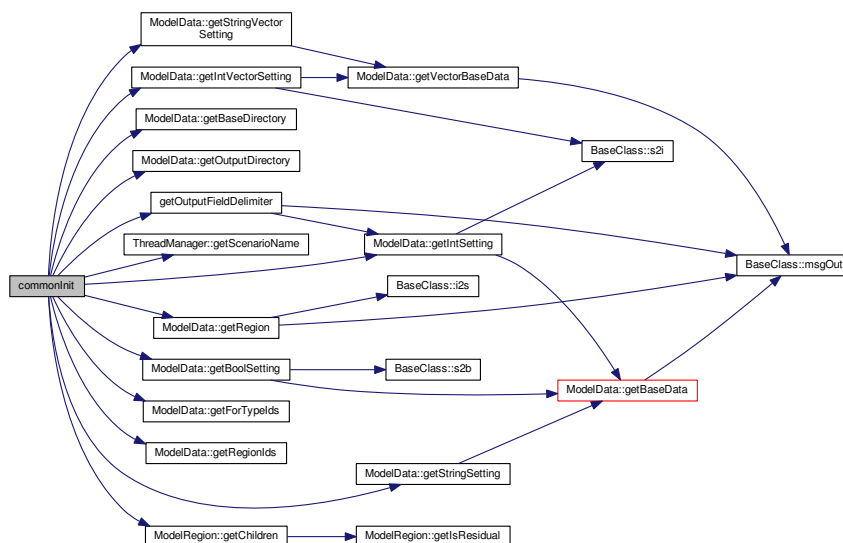 ModelData::getStringVector
Setting
ModelData::getIntVectorSetting
ModelData::getVectorBaseData
ModelData::getBaseDirectory
BaseClass::s2i
ModelData::getOutputDirectory
getOutputFieldDelimiter
ThreadManager::getScenarioName
ModelData::getIntSetting
BaseClass::msgOut
commonInit
BaseClass::i2s
ModelData::getRegion
ModelData::getBoolSetting
BaseClass::s2b
ModelData::getBaseData
ModelData::getForTypeIds
ModelData::getRegionIds
ModelData::getStringSetting
ModelRegion::getChildren
ModelRegion::getIsResidual